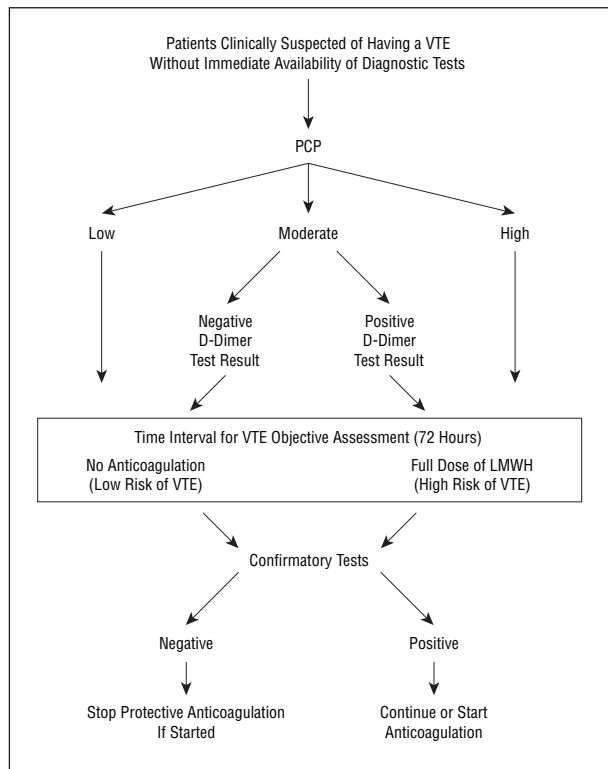 Patients Clinically Suspected of Having a VTE
Without Immediate Availability of Diagnostic Tests
PCP
Low
Moderate
High
Negative
D-Dimer
Test Result
Positive
D-Dimer
Test Result
Time Interval for VTE Objective Assessment (72 Hours)
No Anticoagulation
(Low Risk of VTE)
Full Dose of LMWH
(High Risk of VTE)
Confirmatory Tests
Negative
Positive
Stop Protective Anticoagulation
If Started
Continue or Start
Anticoagulation